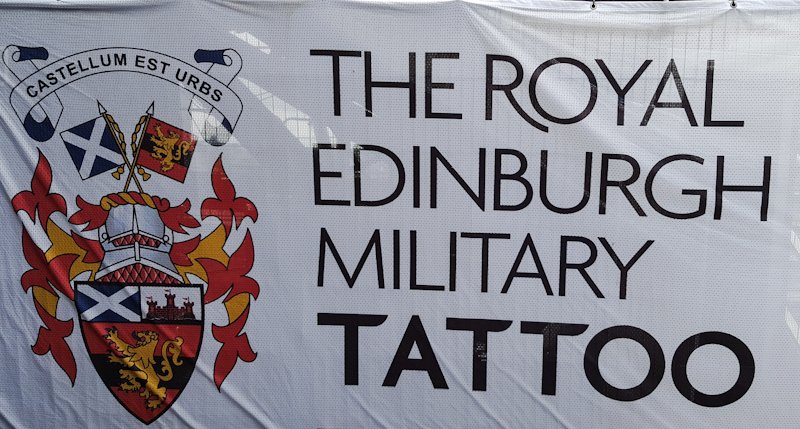 CASTELLUM EST URBS
THE ROYAL
EDINBURGH
MILITARY
TATTOO